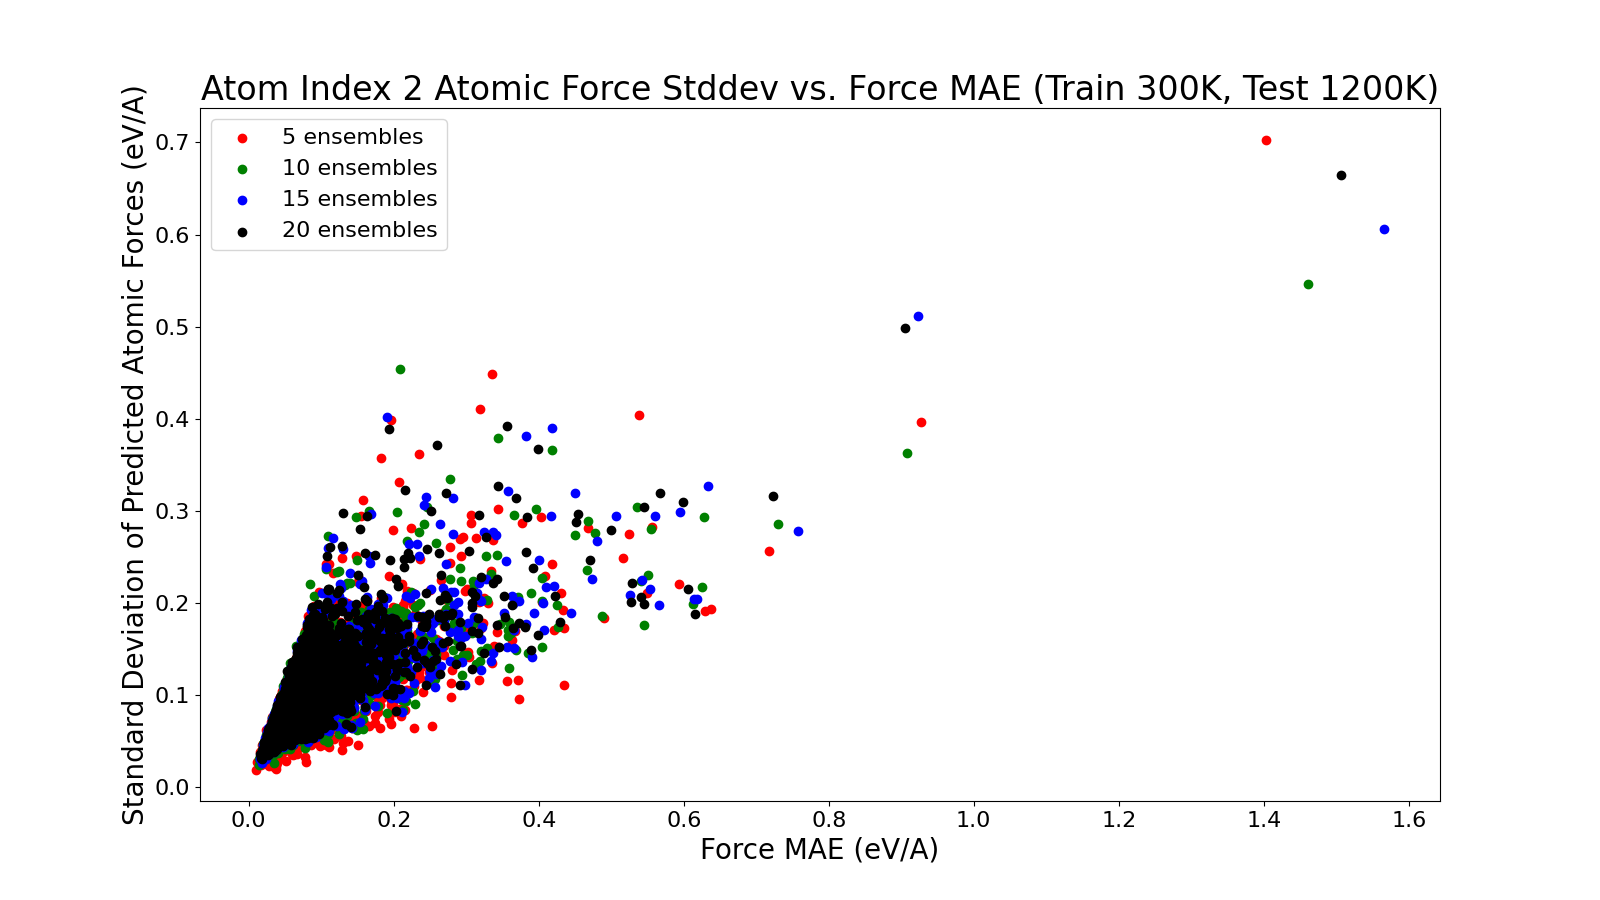 Atom Index 2 Atomic Force Stddev vs. Force MAE (Train 300K, Test 1200K)
5 ensembles
10 ensembles
15 ensembles
20 ensembles
Standard Deviation of Predicted Atomic Forces (eV/A)
0.7
0.6
0.5
0.4
0.3
0.2
0.1
0.0
0.0 0.2 0.4 0.6 0.8 1.0 1.2 1.4 1.6
Force MAE (eV/A)